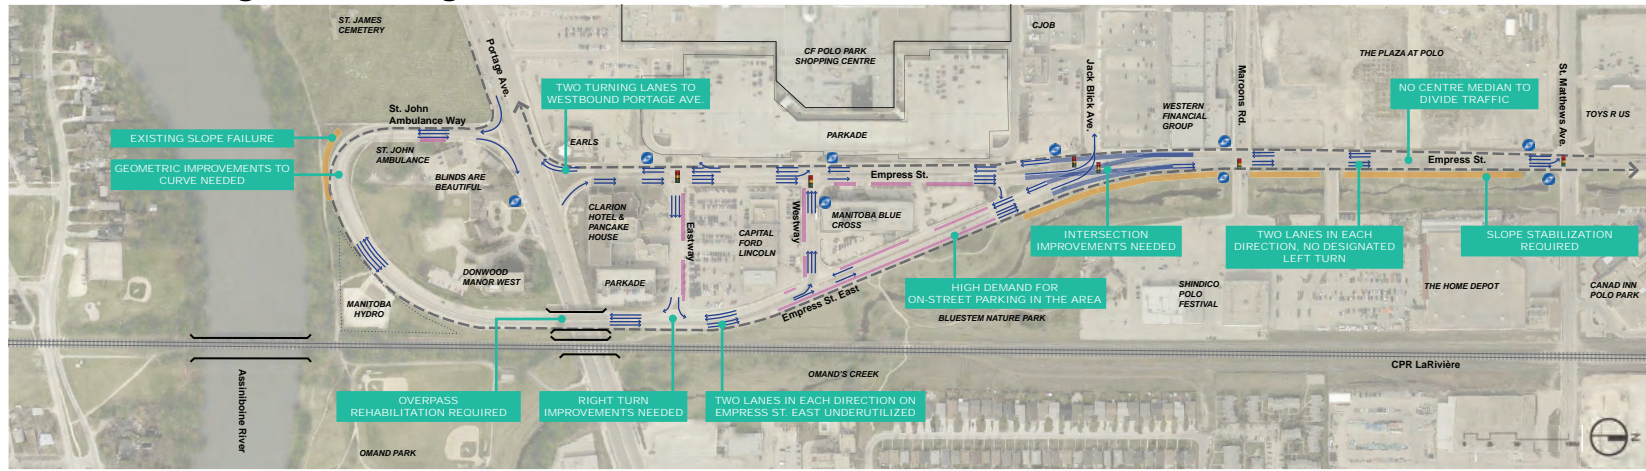 ST. JAMES
CEMETERY
Portage Ave.
CF POLO PARK
SHOPPING CENTRE
CJOB
Jack Blick Ave.
Maroons Rd.
THE PLAZA AT POLO
St. Matthews Ave.
TWO TURNING LANES TO
WESTBOUND PORTAGE AVE.
NO CENTRE MEDIAN TO
DIVIDE TRAFFIC
St. John
Ambulance Way
WESTERN
FINANCIAL
GROUP
TOYS R US
EXISTING SLOPE FAILURE
EARLS
PARKADE
ST. JOHN
AMBULANCE
GEOMETRIC IMPROVEMENTS TO
CURVE NEEDED
BLINDS ARE
BEAUTIFUL
Empress St.
Empress St.
CLARION
HOTEL &
PANCAKE
HOUSE
Eastway
CAPITAL
FORD
LINCOLN
Westway
MANITOBA BLUE
CROSS
INTERSECTION
IMPROVEMENTS NEEDED
TWO LANES IN EACH
DIRECTION, NO DESIGNATED
LEFT TURN
SLOPE STABILIZATION
REQUIRED
DONWOOD
MANOR WEST
PARKADE
HIGH DEMAND FOR
ON-STREET PARKING IN THE AREA
SHINDICO
POLO
FESTIVAL
THE HOME DEPOT
CANAD INN
POLO PARK
MANITOBA
HYDRO
Empress St. East
BLUESTEM NATURE PARK
CPR LaRivière
Assiniboine River
OMAND'S CREEK
OVERPASS
REHABILITATION REQUIRED
RIGHT TURN
IMPROVEMENTS NEEDED
TWO LANES IN EACH DIRECTION ON
EMPRESS ST. EAST UNDERUTILIZED
OMAND PARK
N